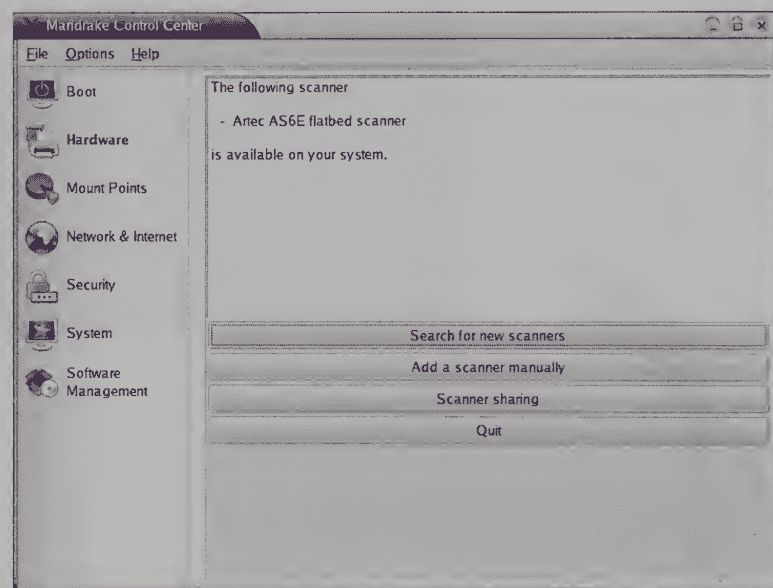 Mandrake Control Center
File Options Help
Boot
Hardware
Mount Points
Network & Internet
Security
System
Software
Management
The following scanner
- Artec AS6E flatbed scanner
is available on your system.
Search for new scanners
Add a scanner manually
Scanner sharing
Quit